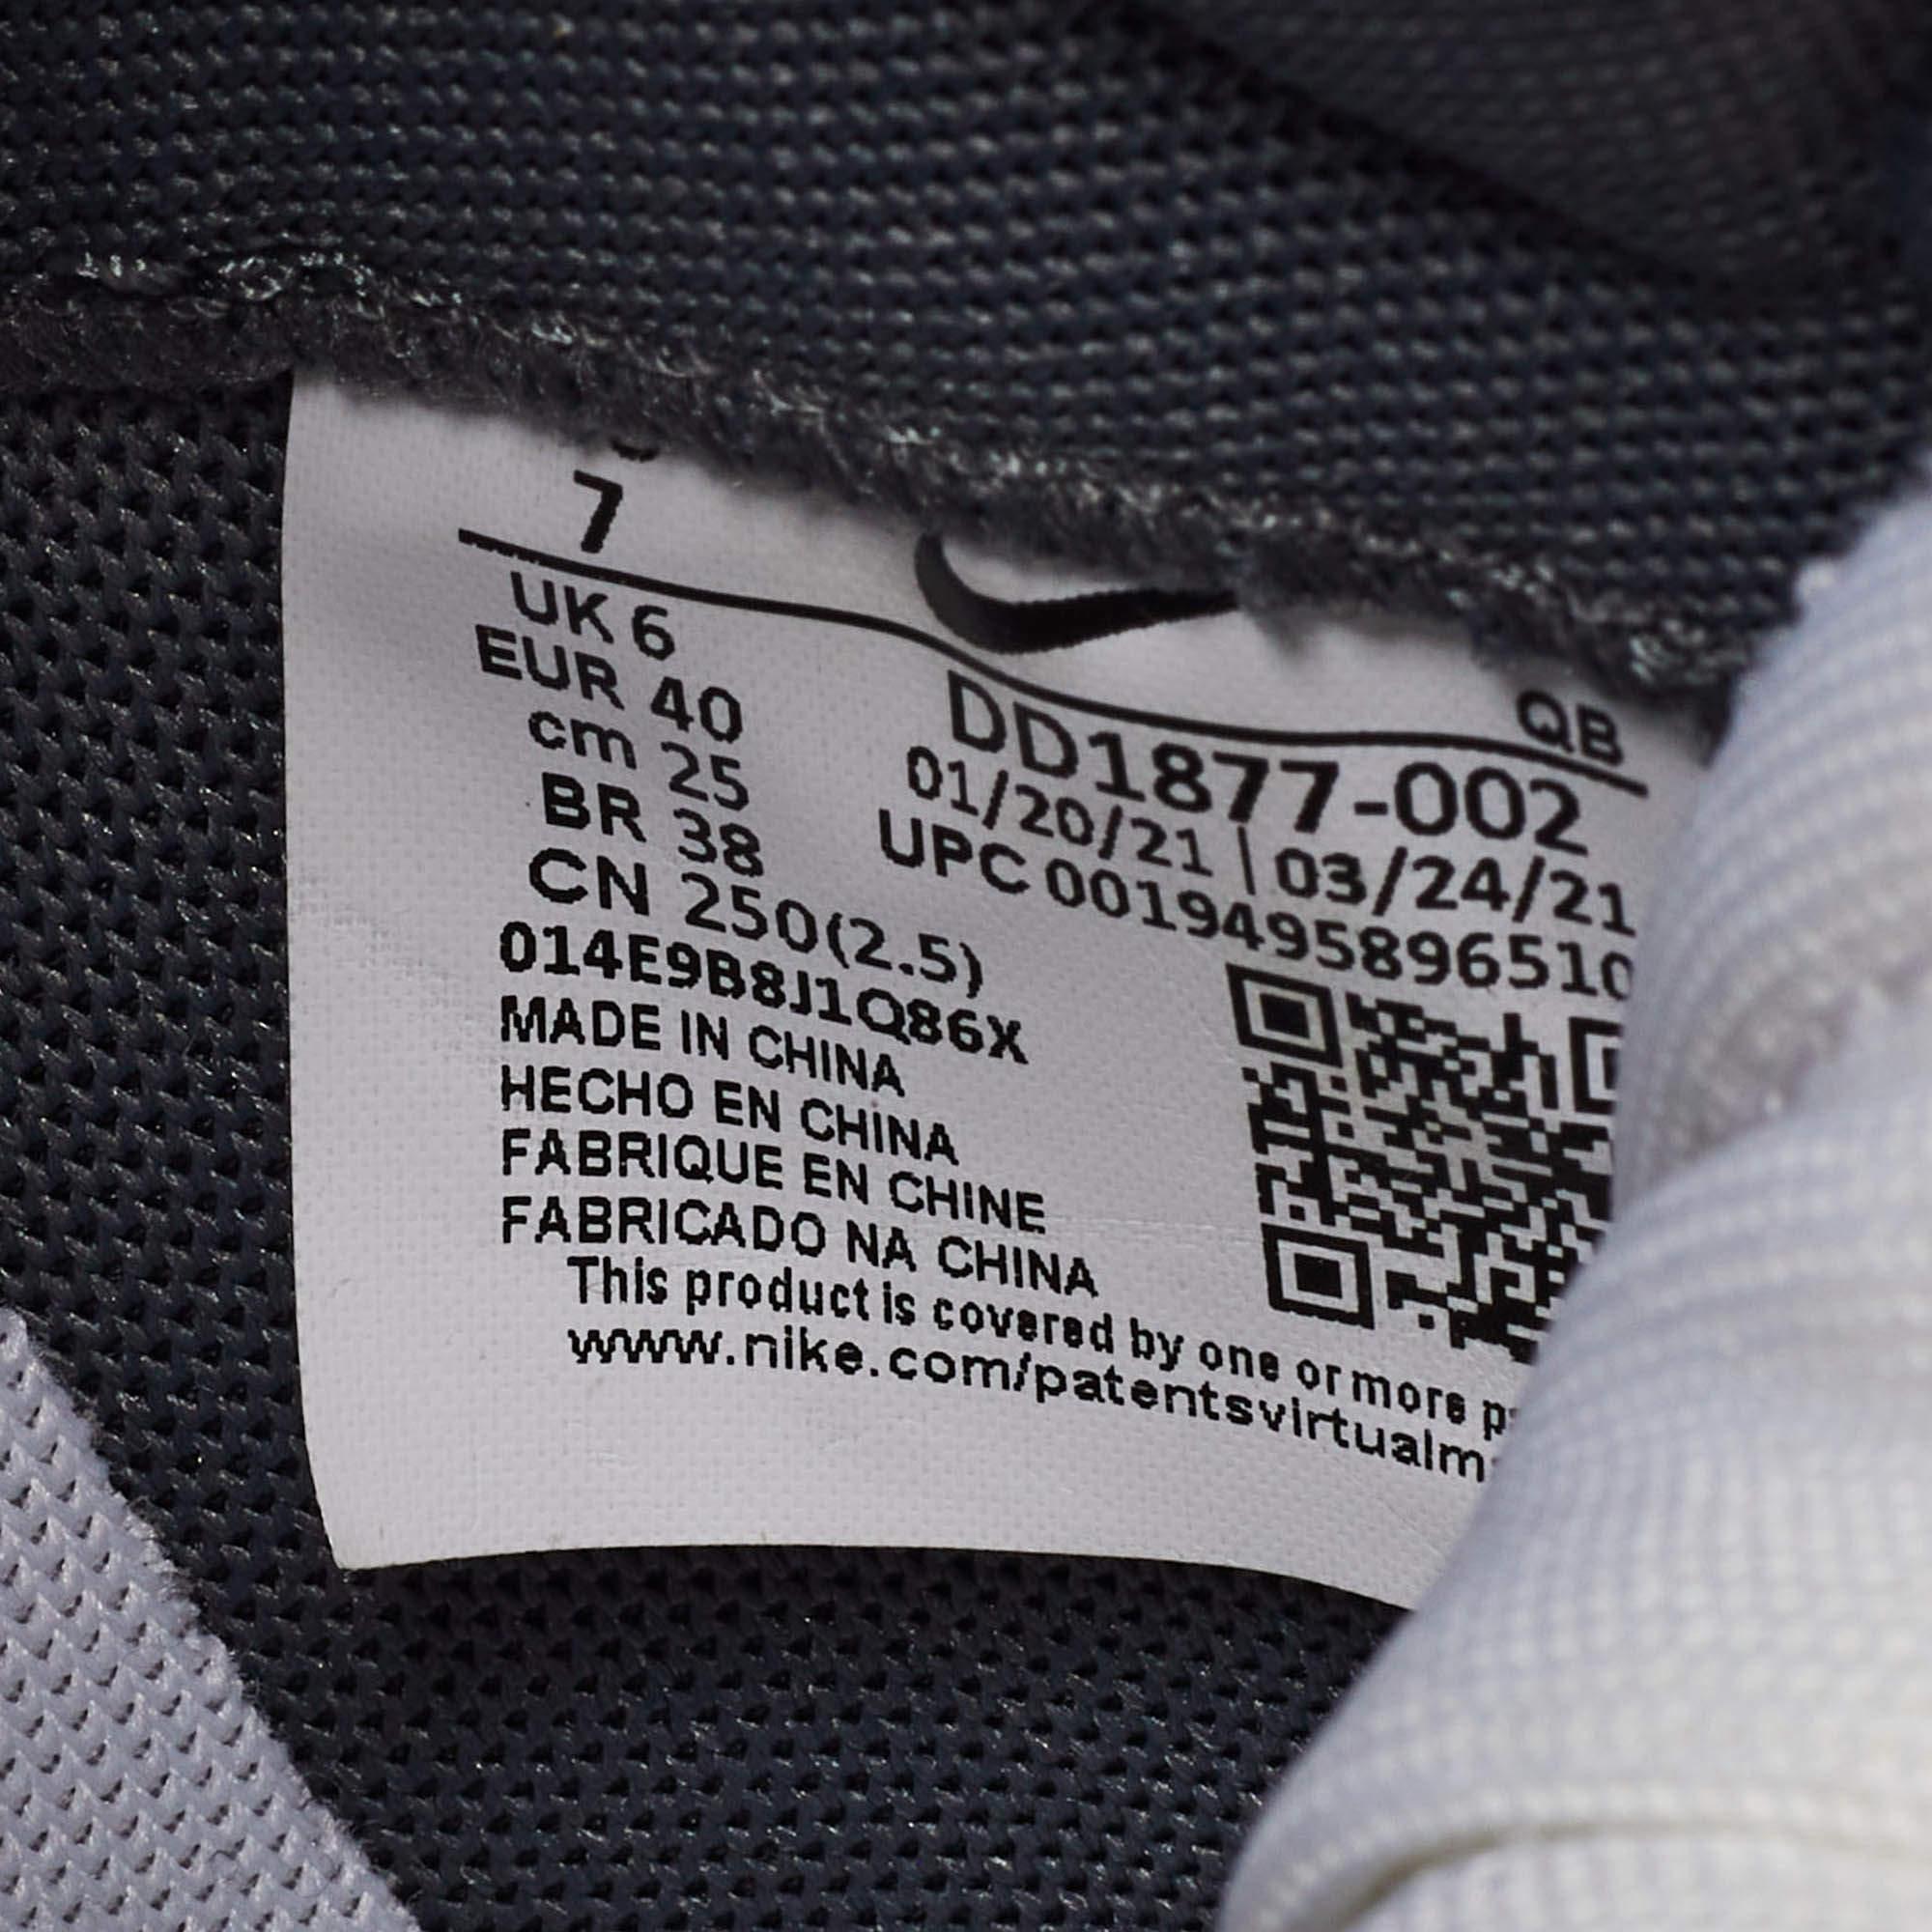 7
UK 6
EUR 40
cm 25
BR 38
CN 250(2.5)
QB
DD1877-002
01/20/21 | 03/24/21
UPC 0019495896510
014E9B8J1Q86X
MADE IN CHINA
HECHO EN CHINA
FABRIQUE EN CHINE
FABRICADO NA CHINA
This product is covered by one or more
www.nike.com/patentsvirtualm